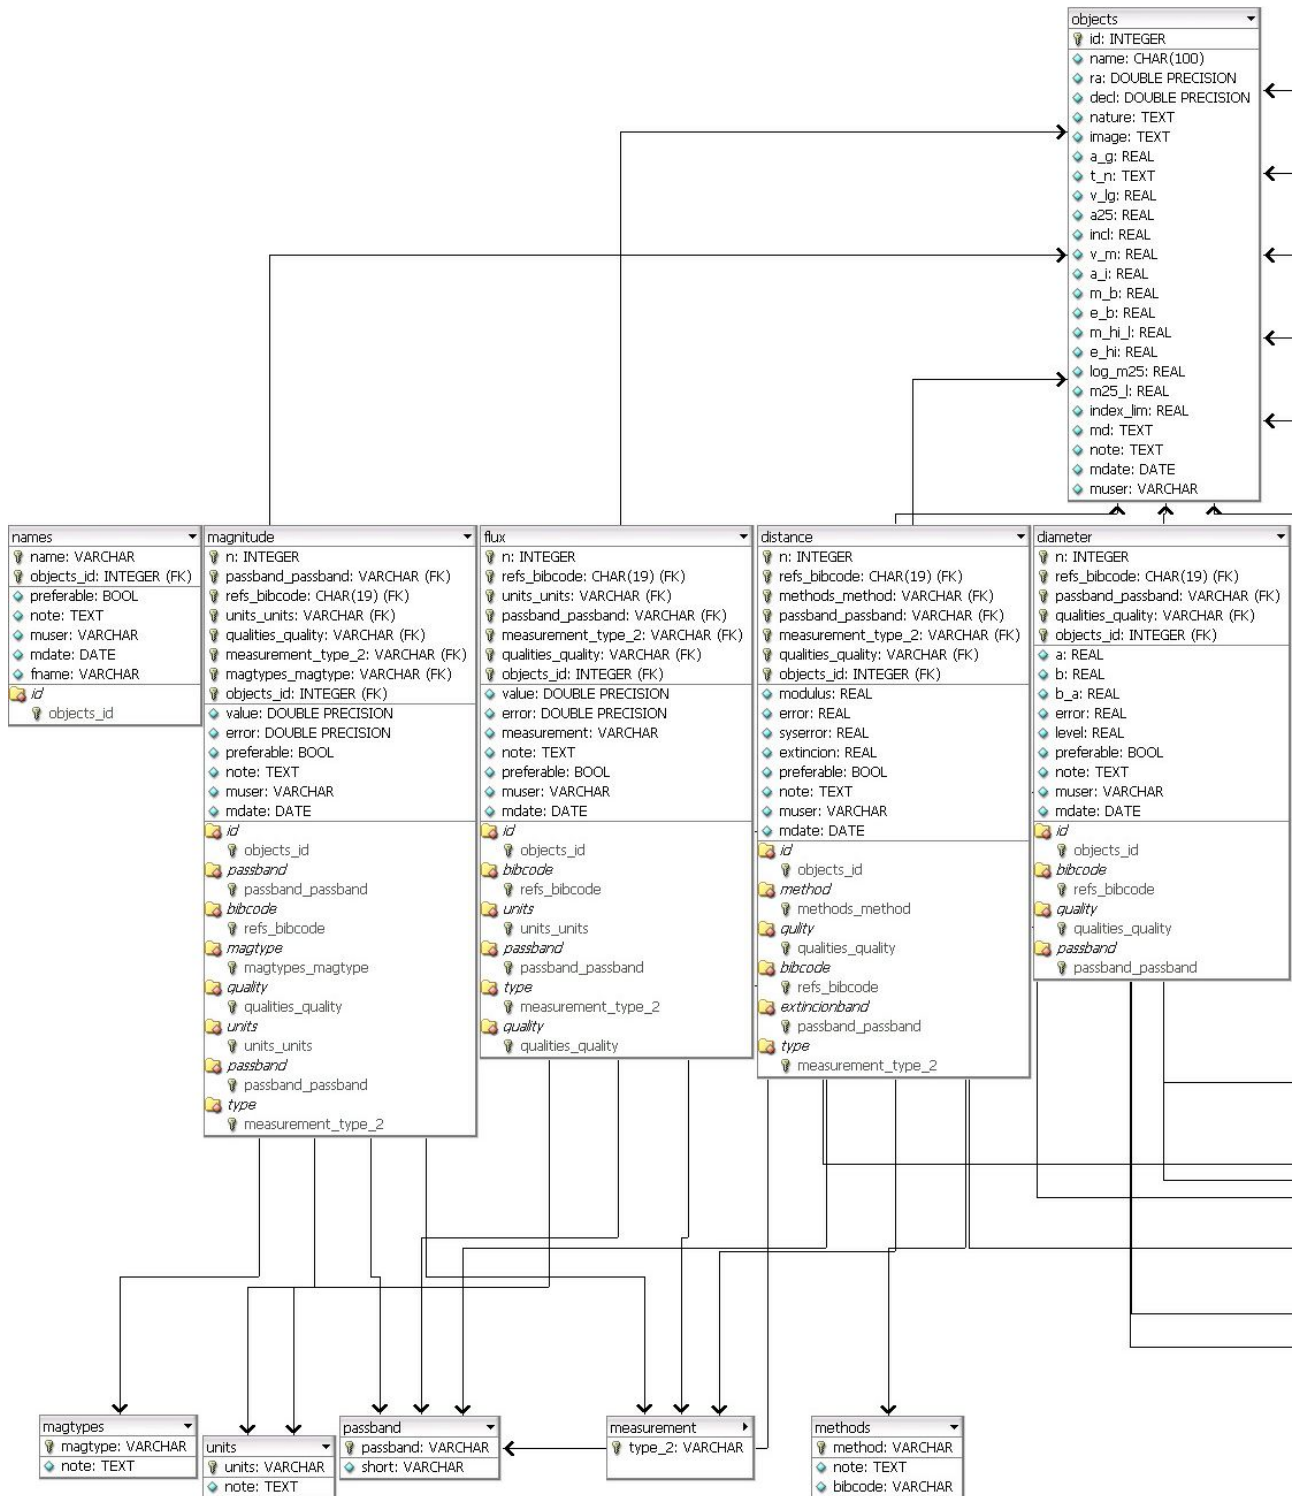 objects
id: INTEGER
name: CHAR(100)
ra: DOUBLE PRECISION
decl: DOUBLE PRECISION
nature: TEXT
image: TEXT
a_g: REAL
t_n: TEXT
v_lg: REAL
a25: REAL
incl: REAL
v_m: REAL
a_i: REAL
m_b: REAL
e_b: REAL
m_hi_l: REAL
e_hi: REAL
log_m25: REAL
m25_l: REAL
index_lim: REAL
md: TEXT
note: TEXT
mdate: DATE
muser: VARCHAR
names
name: VARCHAR
objects_id: INTEGER (FK)
preferable: BOOL
note: TEXT
muser: VARCHAR
mdate: DATE
fname: VARCHAR
id
objects_id
magnitude
n: INTEGER
passband_passband: VARCHAR (FK)
refs_bibcode: CHAR(19) (FK)
units_units: VARCHAR (FK)
qualities_quality: VARCHAR (FK)
measurement_type_2: VARCHAR (FK)
magtypes_magtype: VARCHAR (FK)
objects_id: INTEGER (FK)
value: DOUBLE PRECISION
error: DOUBLE PRECISION
preferable: BOOL
note: TEXT
muser: VARCHAR
mdate: DATE
id
objects_id
passband
passband_passband
bibcode
refs_bibcode
magtype
magtypes_magtype
quality
qualities_quality
units
units_units
passband
passband_passband
type
measurement_type_2
flux
n: INTEGER
refs_bibcode: CHAR(19) (FK)
units_units: VARCHAR (FK)
passband_passband: VARCHAR (FK)
measurement_type_2: VARCHAR (FK)
qualities_quality: VARCHAR (FK)
objects_id: INTEGER (FK)
value: DOUBLE PRECISION
error: DOUBLE PRECISION
measurement: VARCHAR
note: TEXT
preferable: BOOL
muser: VARCHAR
mdate: DATE
id
objects_id
bibcode
refs_bibcode
units
units_units
passband
passband_passband
type
measurement_type_2
quality
qualities_quality
distance
n: INTEGER
refs_bibcode: CHAR(19) (FK)
methods_method: VARCHAR (FK)
passband_passband: VARCHAR (FK)
measurement_type_2: VARCHAR (FK)
qualities_quality: VARCHAR (FK)
objects_id: INTEGER (FK)
modulus: REAL
error: REAL
syserror: REAL
extincion: REAL
preferable: BOOL
note: TEXT
muser: VARCHAR
mdate: DATE
id
objects_id
method
methods_method
qulity
qualities_quality
bibcode
refs_bibcode
extincionband
passband_passband
type
measurement_type_2
diameter
n: INTEGER
refs_bibcode: CHAR(19) (FK)
passband_passband: VARCHAR (FK)
qualities_quality: VARCHAR (FK)
objects_id: INTEGER (FK)
a: REAL
b: REAL
b_a: REAL
error: REAL
level: REAL
preferable: BOOL
note: TEXT
muser: VARCHAR
mdate: DATE
id
objects_id
bibcode
refs_bibcode
quality
qualities_quality
passband
passband_passband
magtypes
magtype: VARCHAR
note: TEXT
units
units: VARCHAR
note: TEXT
passband
passband: VARCHAR
short: VARCHAR
measurement
type_2: VARCHAR
methods
method: VARCHAR
note: TEXT
bibcode: VARCHAR